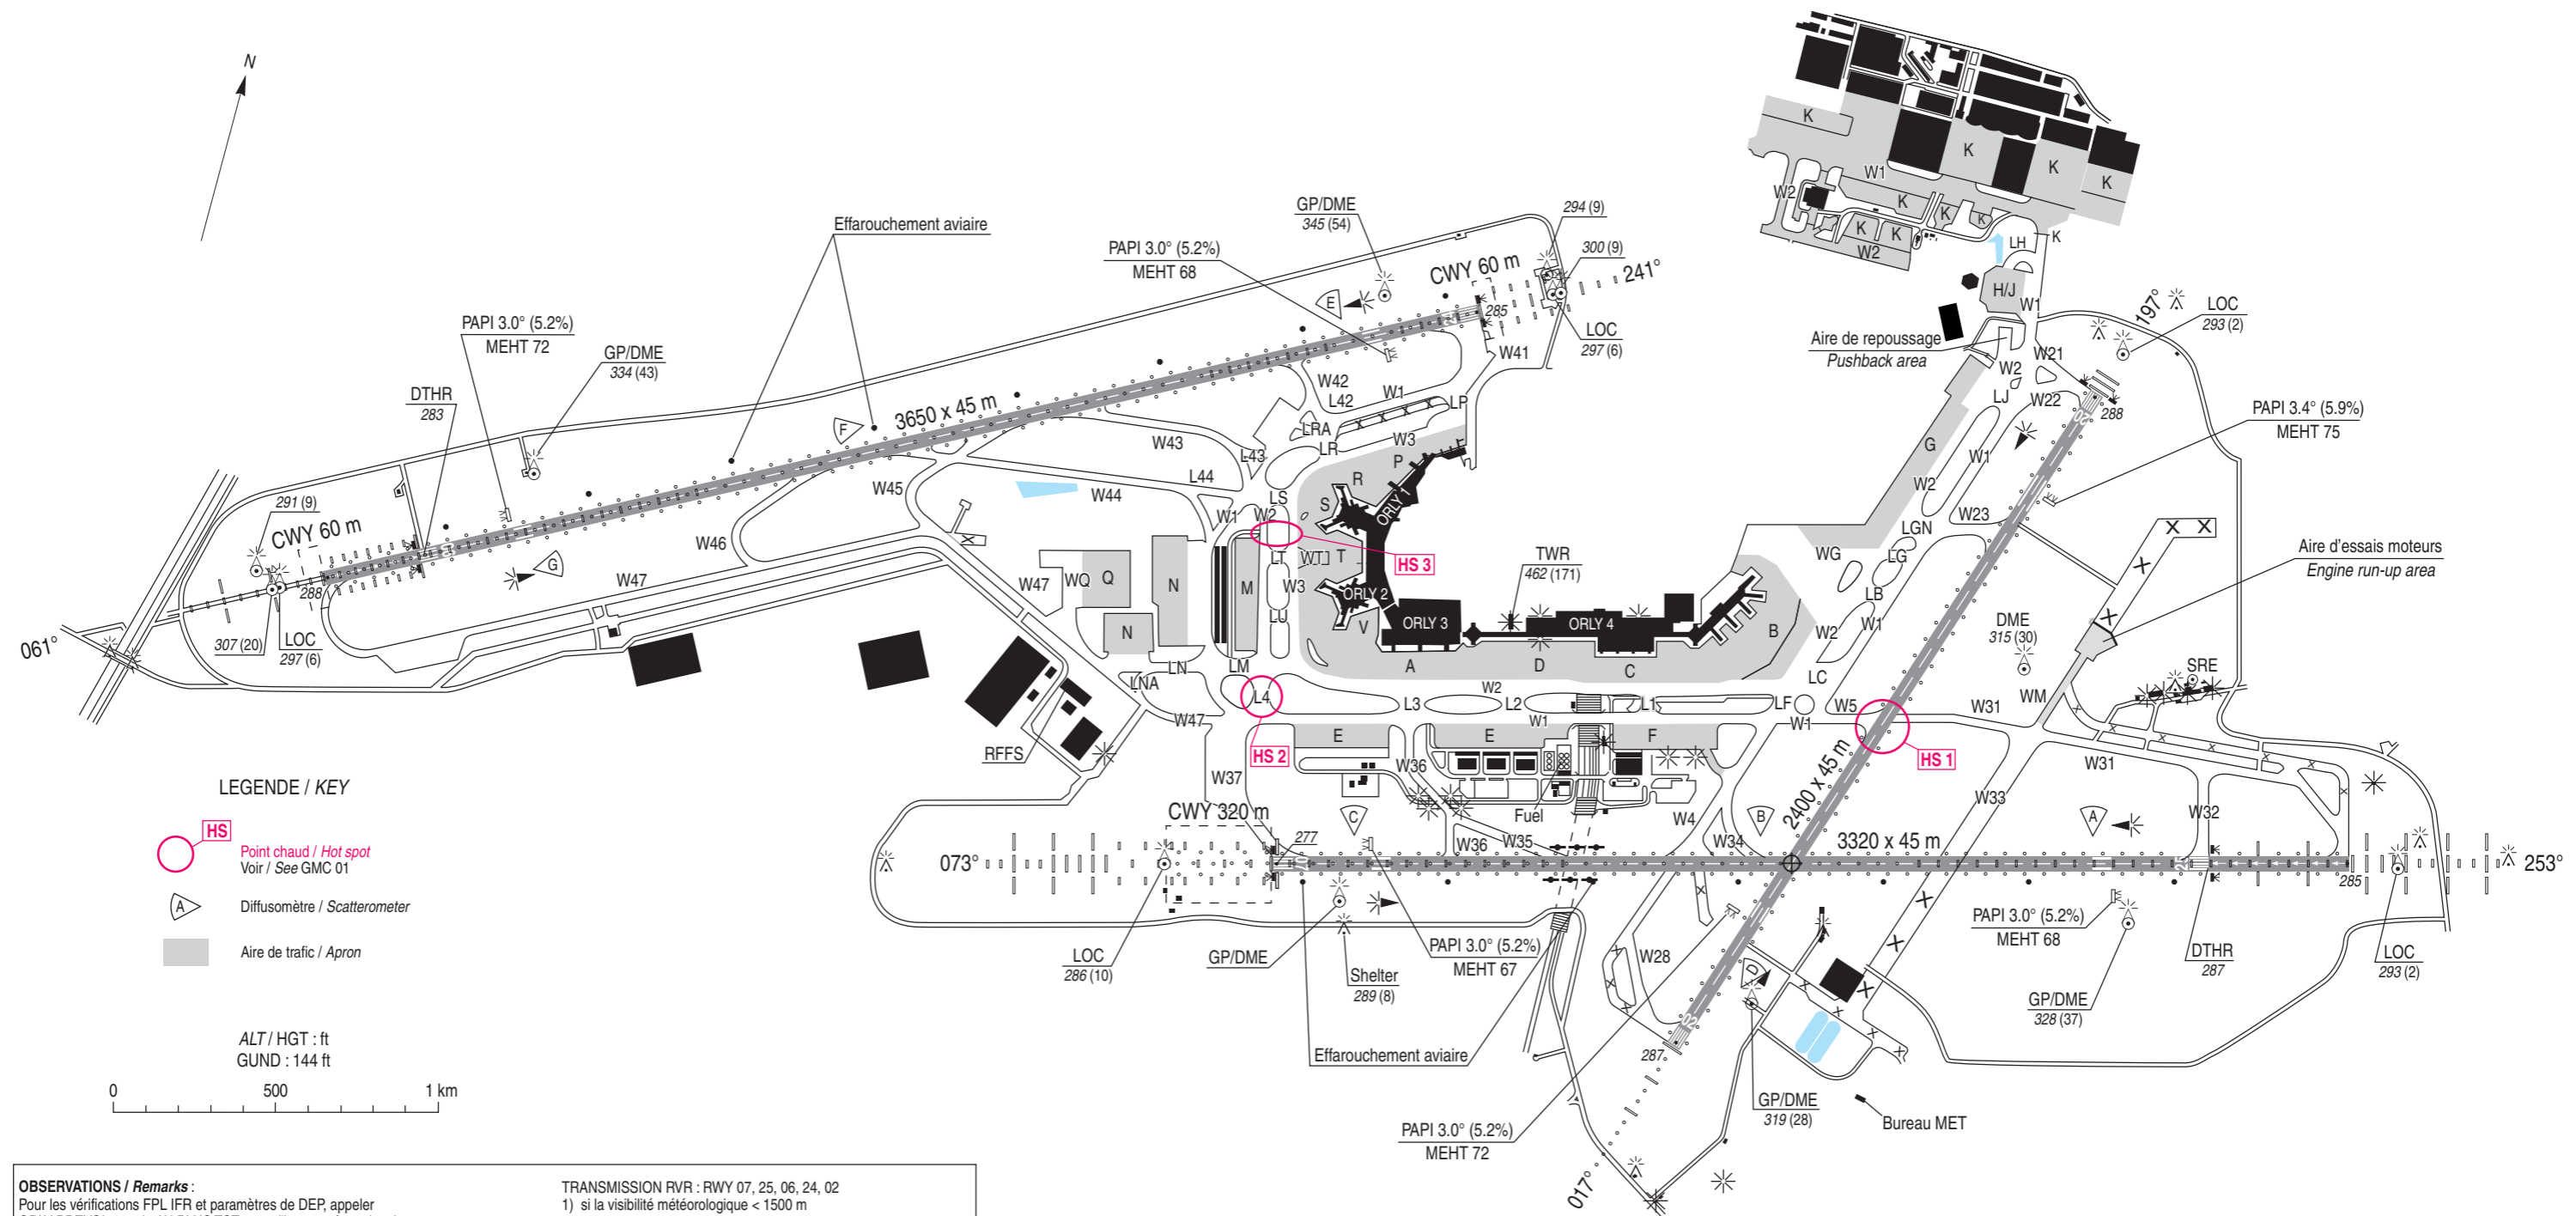 N
Effarouchement aviaire
GP/DME
345 (54)
294 (9)
300 (9)
PAPI 3.0° (5.2%)
MEHT 68
CWY 60 m
241°
285
LOC
297 (6)
W41
E
PAPI 3.0° (5.2%)
MEHT 72
GP/DME
334 (43)
DTHR
283
3650 x 45 m
F
W42
L42
W1
LP
LRA
LR
W3
W43
L43
L44
W44
W45
W46
W47
291 (9)
CWY 60 m
288
061°
307 (20)
LOC
297 (6)
G
K
K
K
K
K
W1
W2
K
K
K
K
K
W2
LH
K
H/J
W1
197°
LOC
293 (2)
Aire de repoussage
Pushback area
W21
W2
LJ
W22
288
20
PAPI 3.4° (5.9%)
MEHT 75
G
W1
W2
W23
LGN
WG
LG
LB
W2
W1
LC
Aire d'essais moteurs
Engine run-up area
DME
315 (30)
SRE
WM
P
R
S
ORLY 1
LS
W1
W2
HS 3
LT
WT
T
W3
ORLY 2
LU
V
ORLY 3
TWR
462 (171)
ORLY 4
B
A
D
C
W47
WQ
Q
N
N
M
LN
LM
LNA
L4
W47
HS 2
RFFS
W2
L3
L2
L1
LF
W1
W1
W5
W31
HS 1
E
E
F
W36
W37
Fuel
W4
W31
W33
W32
CWY 320 m
277
C
W36
W35
W34
B
2400 x 45 m
3320 x 45 m
A
073°
253°
285
LOC
286 (10)
GP/DME
Shelter
289 (8)
PAPI 3.0° (5.2%)
MEHT 67
W28
D
PAPI 3.0° (5.2%)
MEHT 68
GP/DME
328 (37)
DTHR
287
LOC
293 (2)
Effarouchement aviaire
02
287
PAPI 3.0° (5.2%)
MEHT 72
GP/DME
319 (28)
Bureau MET
017°
LEGENDE / KEY
HS
Point chaud / Hot spot
Voir / See GMC 01
A
Diffusomètre / Scatterometer
Aire de trafic / Apron
ALT / HGT : ft
GUND : 144 ft
0 500 1 km
OBSERVATIONS / Remarks :
Pour les vérifications FPL IFR et paramètres de DEP, appeler
TRANSMISSION RVR : RWY 07, 25, 06, 24, 02
1) si la visibilité météorologique < 1500 m